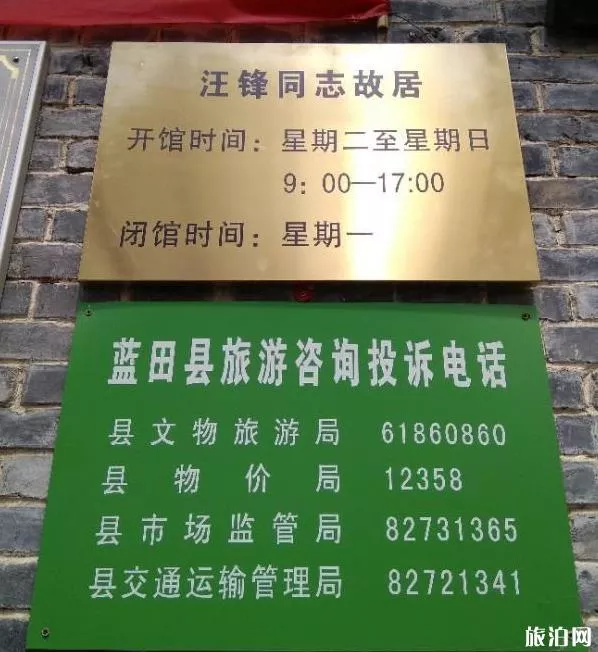 汪锋同志故居
开馆时间：星期二至星期日
9：00—17:00
闭馆时间：星期一
蓝田县旅游咨询投诉电话
县文物旅游局 61860860
县物价局 12358
县市场监管局 82731365
县交通运输管理局 82721341
旅泊网